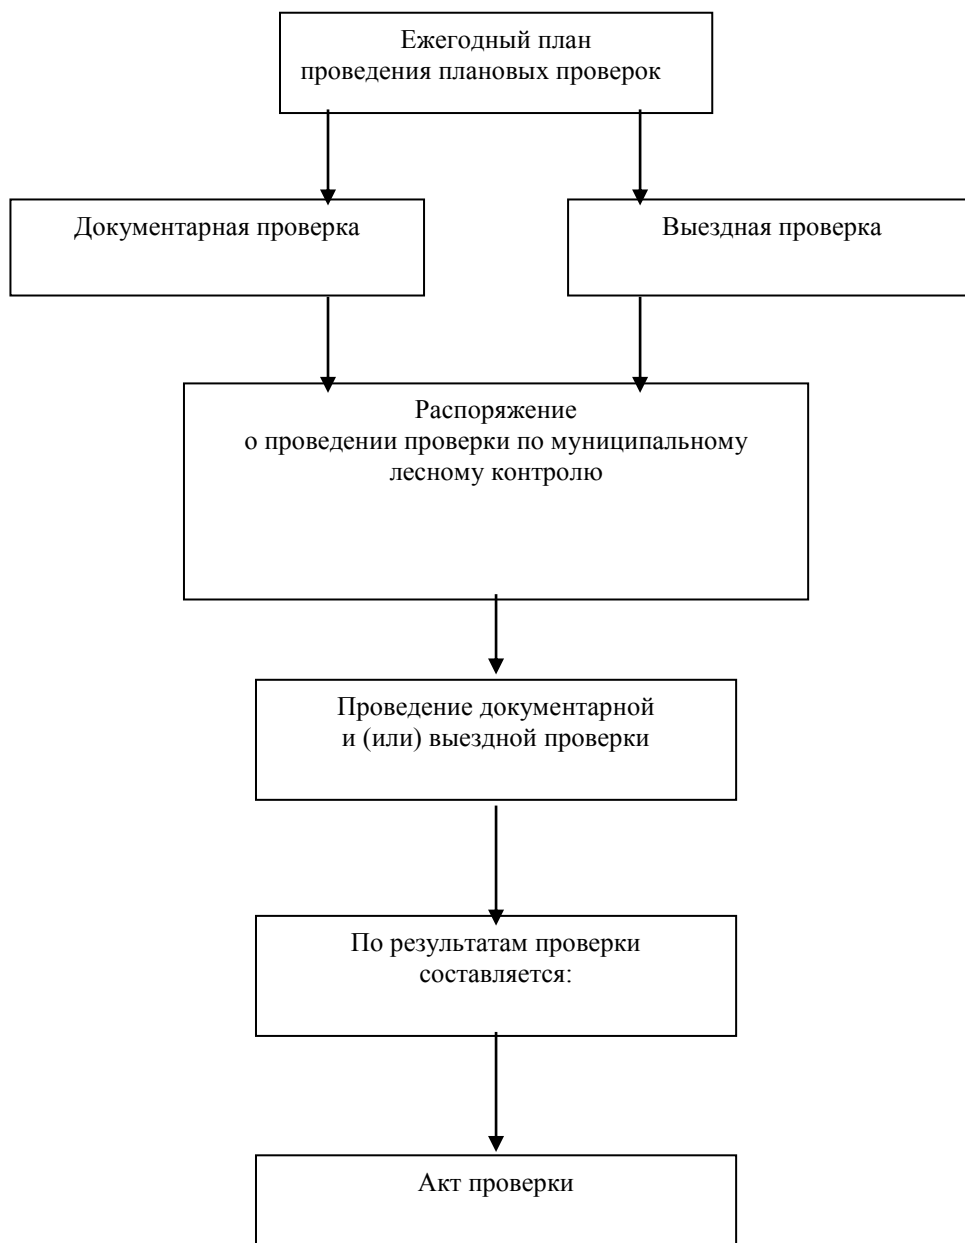 Ежегодный план
проведения плановых проверок
Документарная проверка
Выездная проверка
Распоряжение
о проведении проверки по муниципальному
лесному контролю
Проведение документарной
и (или) выездной проверки
По результатам проверки
составляется:
Акт проверки